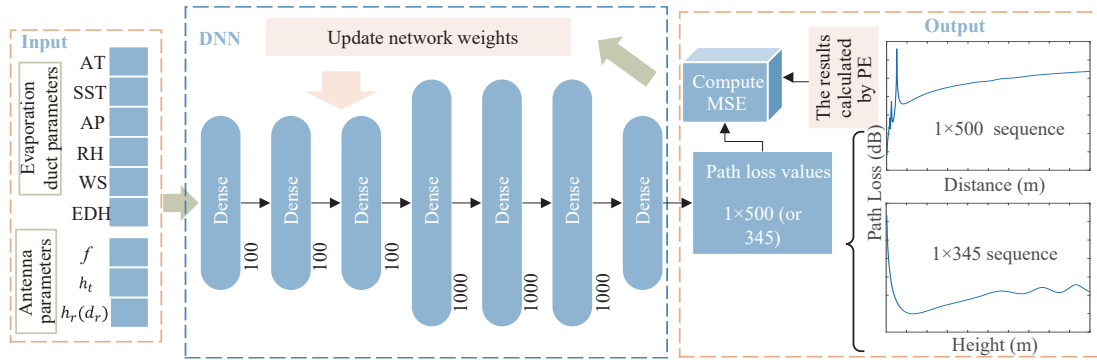 Input
Evaporation
duct parameters
AT
SST
AP
RH
WS
EDH
Antenna
parameters
f
h_t
h_r(d_r)
DNN
Update network weights
Dense
100
Dense
100
Dense
100
Dense
1000
Dense
1000
Dense
1000
Dense
Output
Compute
MSE
The results
calculated
by PE
Path loss values
1×500 (or
345)
Path Loss (dB)
1×500 sequence
Distance (m)
1×345 sequence
Height (m)